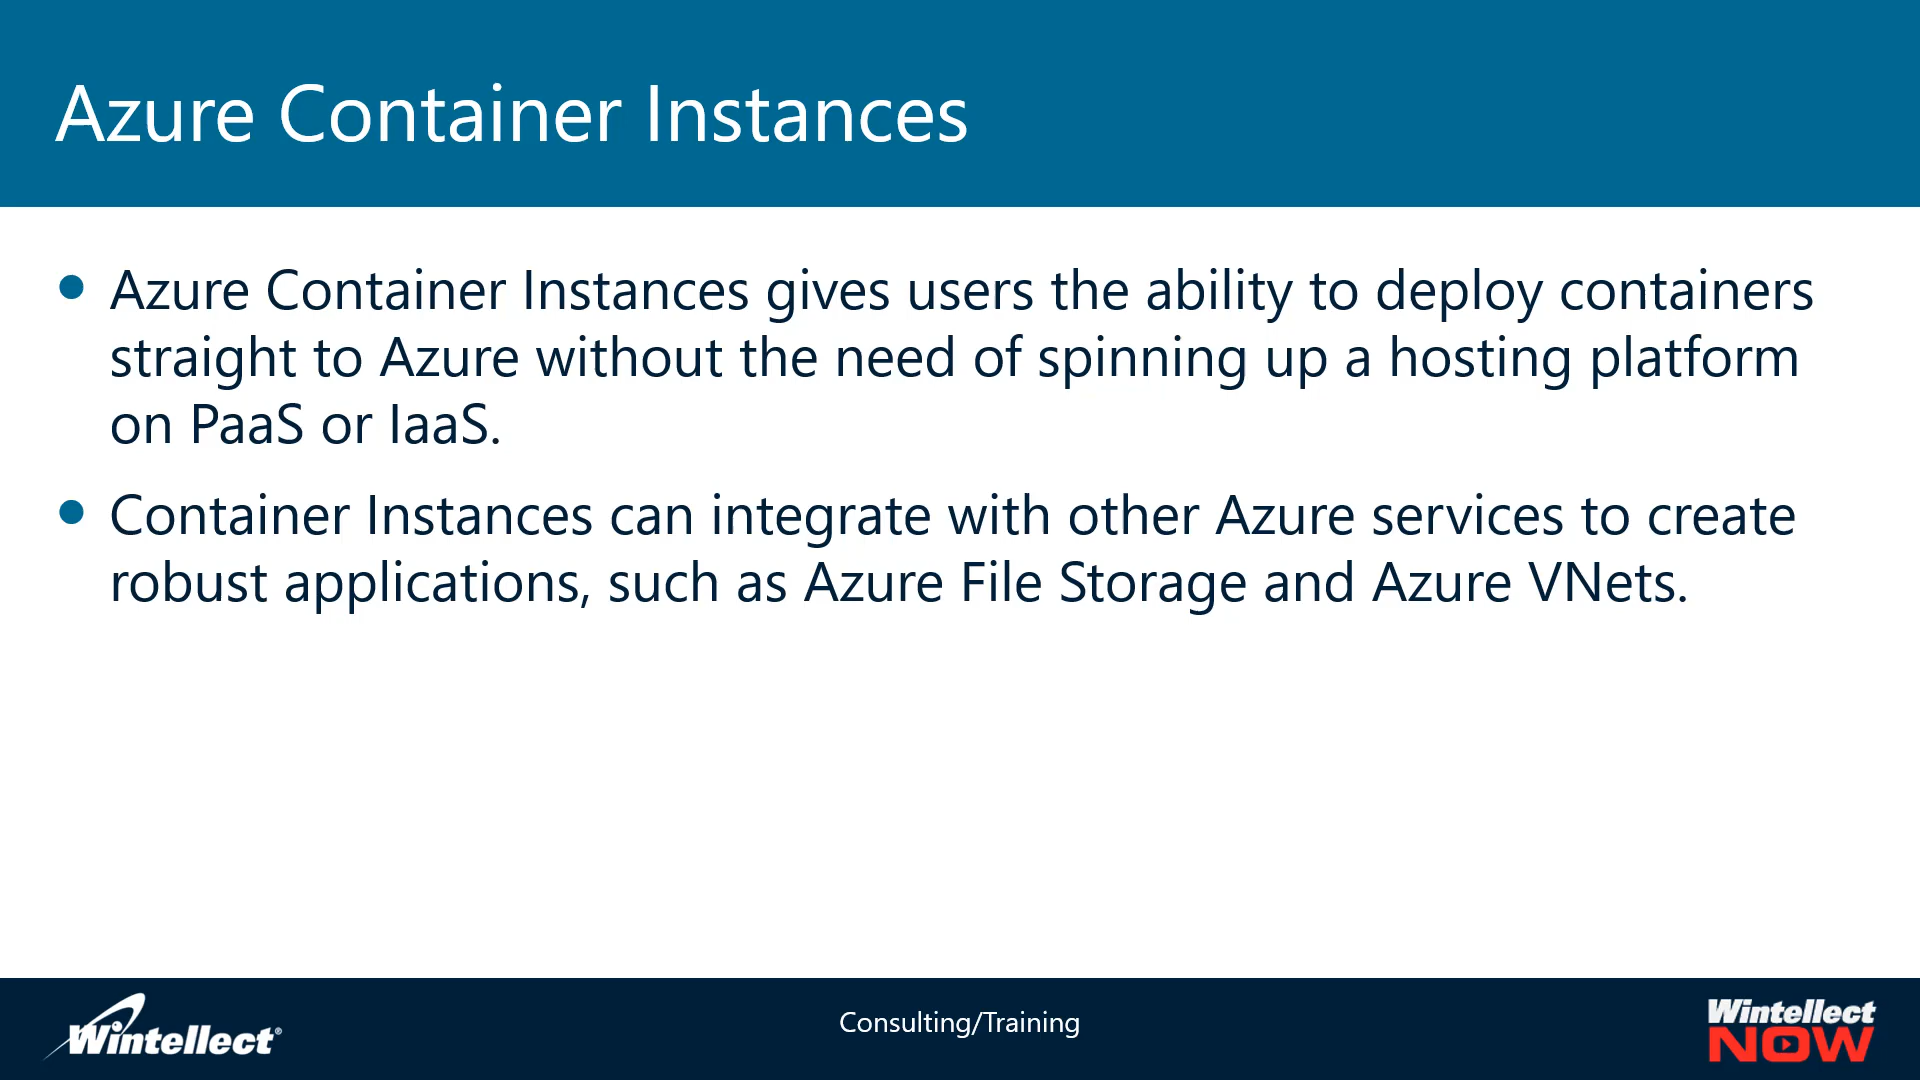 Azure Container Instances
Azure Container Instances gives users the ability to deploy containers
straight to Azure without the need of spinning up a hosting platform
on PaaS or IaaS.
Container Instances can integrate with other Azure services to create
robust applications, such as Azure File Storage and Azure VNets.
Wintellect®
Consulting/Training
Wintellect
NOW